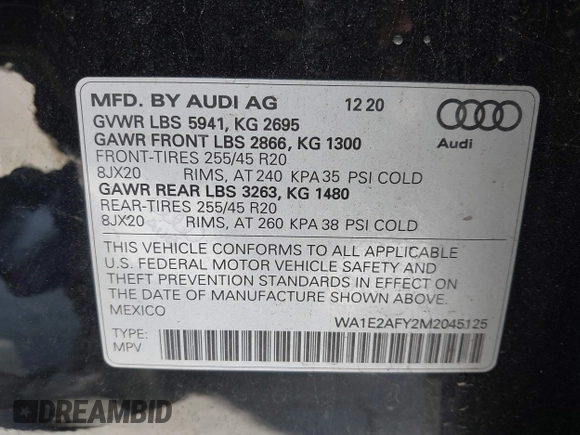 MFD. BY AUDI AG 12 20
GVWR LBS 5941, KG 2695
GAWR FRONT LBS 2866, KG 1300
FRONT-TIRES 255/45 R20
8JX20 RIMS, AT 240 KPA 35 PSI COLD
GAWR REAR LBS 3263, KG 1480
REAR-TIRES 255/45 R20
8JX20 RIMS, AT 260 KPA 38 PSI COLD
Audi
THIS VEHICLE CONFORMS TO ALL APPLICABLE
U.S. FEDERAL MOTOR VEHICLE SAFETY AND
THEFT PREVENTION STANDARDS IN EFFECT ON
THE DATE OF MANUFACTURE SHOWN ABOVE.
MEXICO
WA1E2AFY2M2045125
TYPE:
MPV
DREAMBID